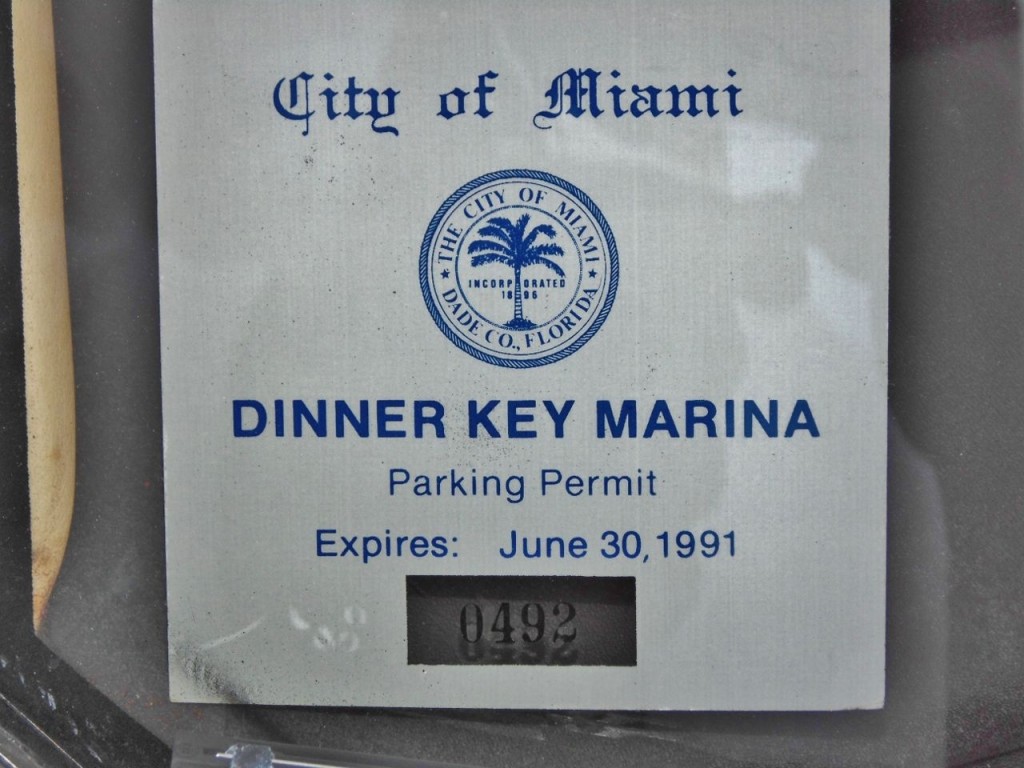 City of Miami
THE CITY OF MIAMI
INCORPORATED
1896
DADE CO., FLORIDA
DINNER KEY MARINA
Parking Permit
Expires: June 30, 1991
0492